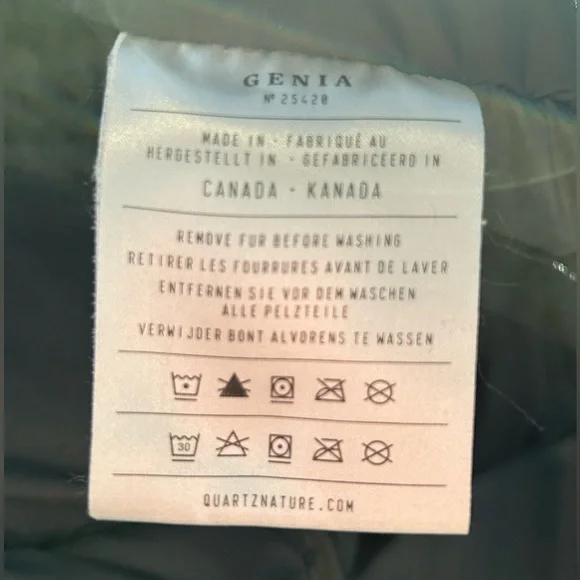 GENIA
Nº 25420
MADE IN - FABRIQUÉ AU
HERGESTELLT IN - GEFABRICEERD IN
CANADA - KANADA
REMOVE FUR BEFORE WASHING
RETIRER LES FOURRURES AVANT DE LAVER
ENTFERNEN SIE VOR DEM WASCHEN
ALLE PELZTEILE
VERWIJDER BONT ALVORENS TE WASSEN
30
QUARTZNATURE.COM